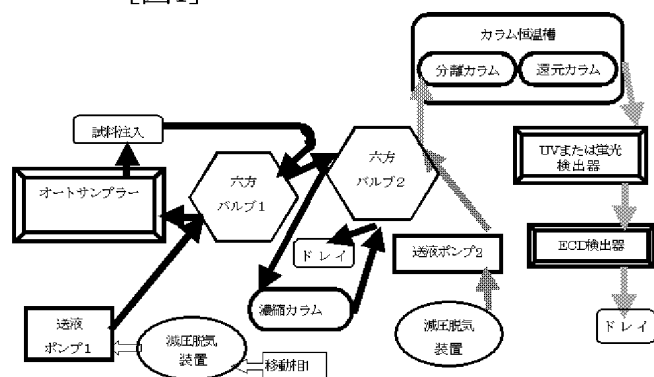 [図1]
カラム恒温槽
分離カラム
還元カラム
試料注入
六方
バルブ1
六方
バルブ2
オートサンプラー
UVまたは蛍光
検出器
ドレイ
送液ポンプ2
ECD検出器
濃縮カラム
送液
ポンプ1
減圧脱気
装置
移動相1
減圧脱気
装置
ドレイ